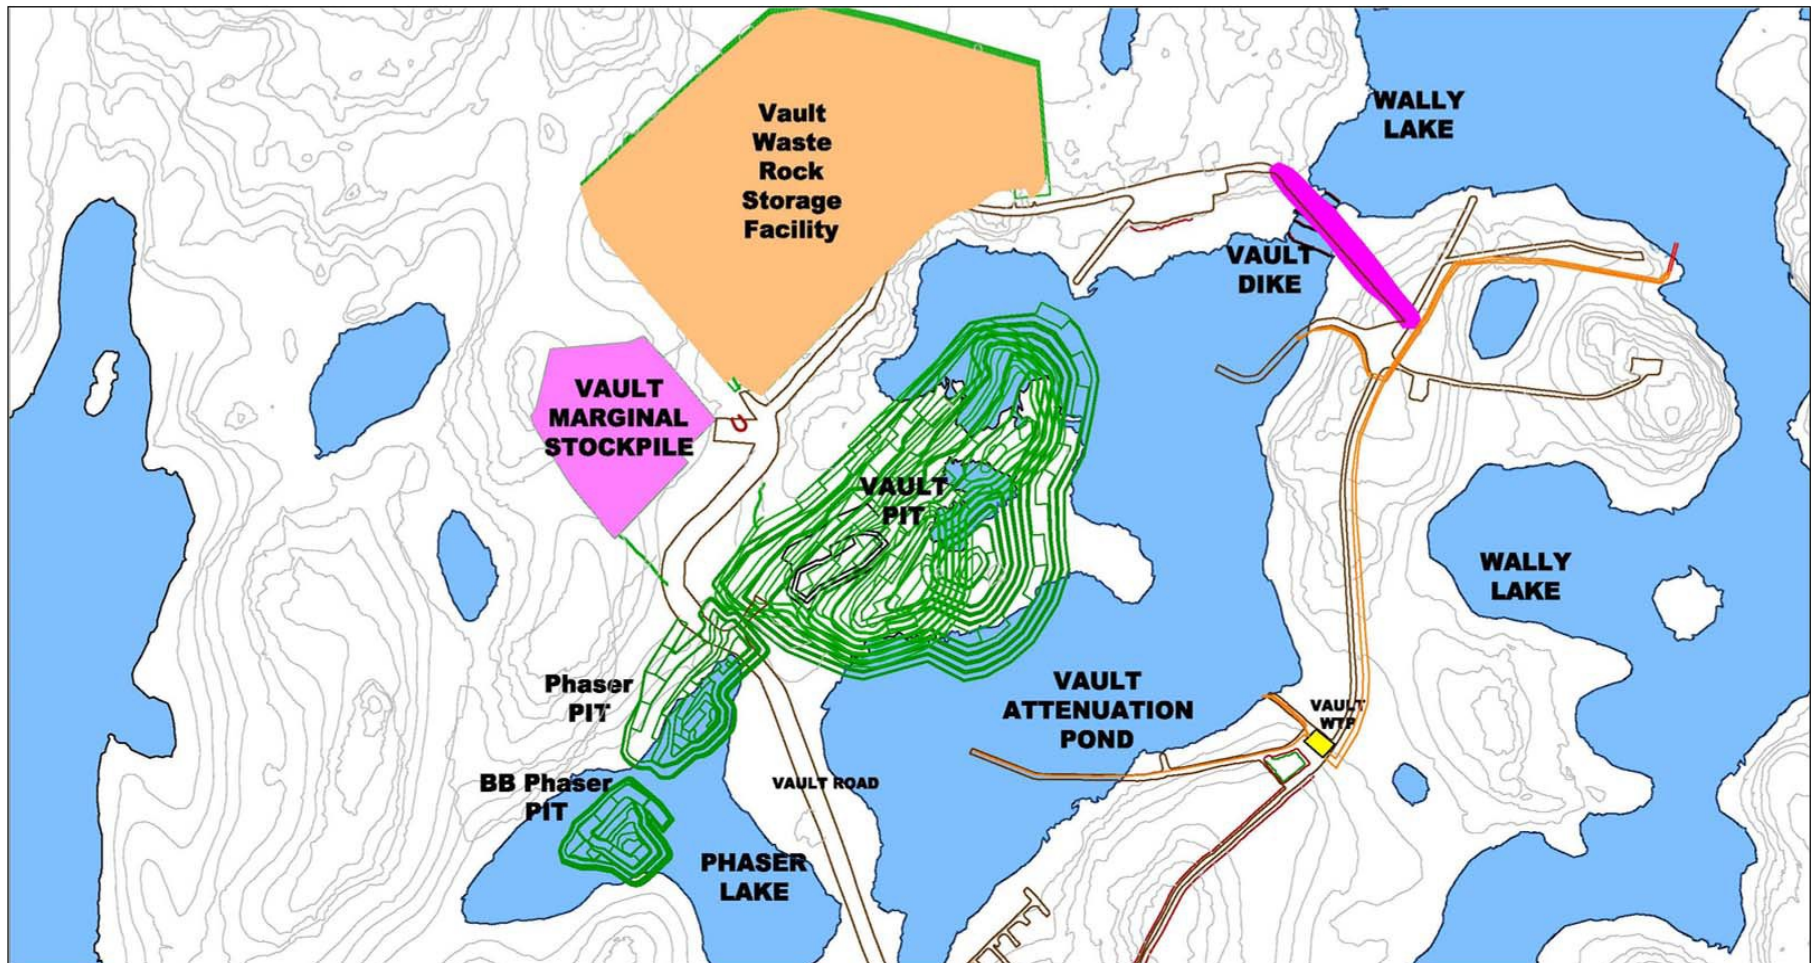 Vault
Waste
Rock
Storage
Facility
WALLY
LAKE
VAULT
DIKE
VAULT
MARGINAL
STOCKPILE
VAULT
PIT
WALLY
LAKE
Phaser
PIT
VAULT
ATTENUATION
POND
VAULT
WTP
BB Phaser
PIT
VAULT ROAD
PHASER
LAKE